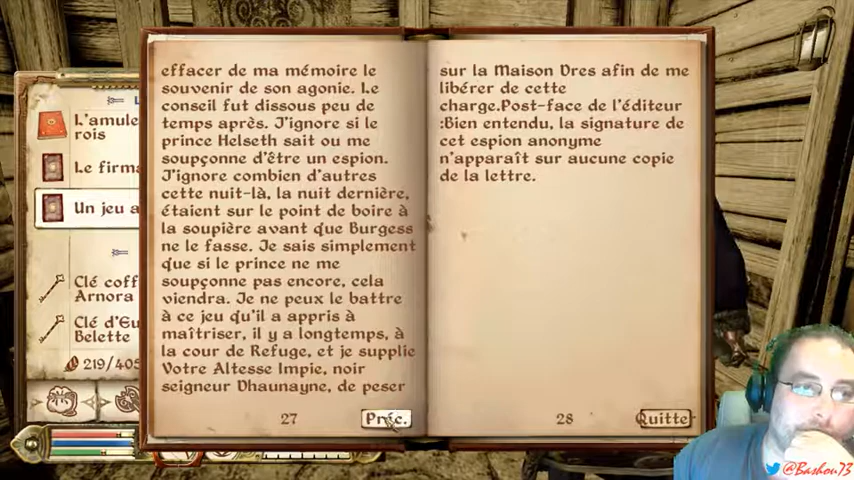 L'amule
rois
Le firma
Un jeu a
Clé coff
Arnora
Clé d'Eu
Belette
219/405
effacer de ma mémoire le
souvenir de son agonie. Le
conseil fut dissous peu de
temps après. J'ignore si le
prince Helseth sait ou me
soupçonne d'être un espion.
J'ignore combien d'autres
cette nuit-là, la nuit dernière,
étaient sur le point de boire à
la soupière avant que Burgess
ne le fasse. Je sais simplement
que si le prince ne me
soupçonne pas encore, cela
viendra. Je ne peux le battre
à ce jeu qu'il a appris à
maîtriser, il y a longtemps, à
la cour de Refuge, et je supplie
Votre Altesse Impie, noir
seigneur Dhaunayne, de peser
27
Préc.
sur la Maison Dres afin de me
libérer de cette
charge.Post-face de l'éditeur
:Bien entendu, la signature de
cet espion anonyme
n'apparaît sur aucune copie
de la lettre.
28
Quitte
@Bashou73